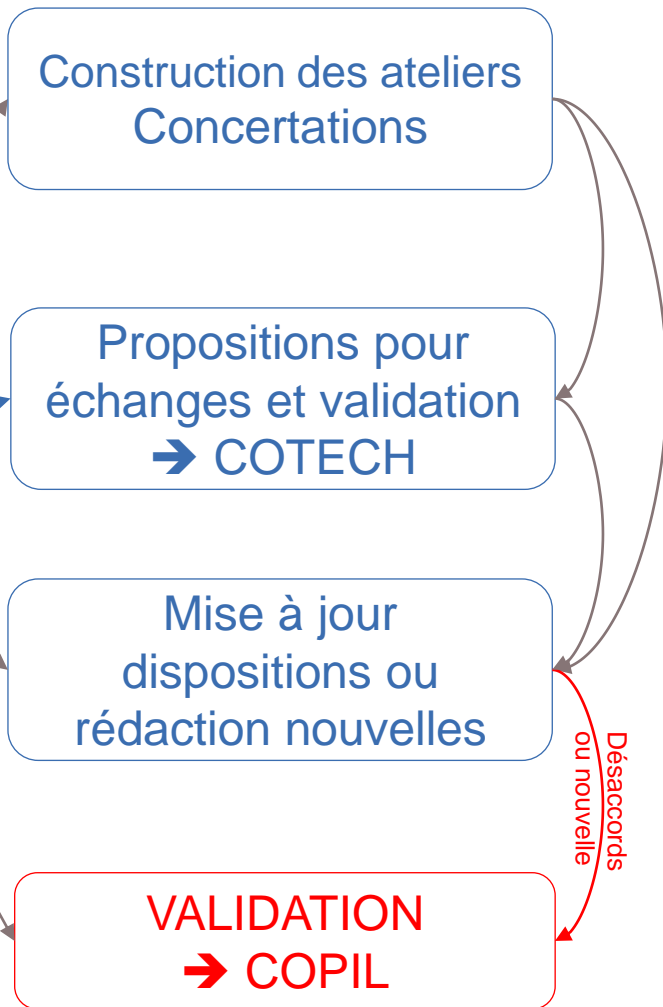 Construction des ateliers
Concertations
Propositions pour
échanges et validation
➔ COTECH
Mise à jour
dispositions ou
rédaction nouvelles
Désaccords
ou nouvelle
VALIDATION
➔ COPIL